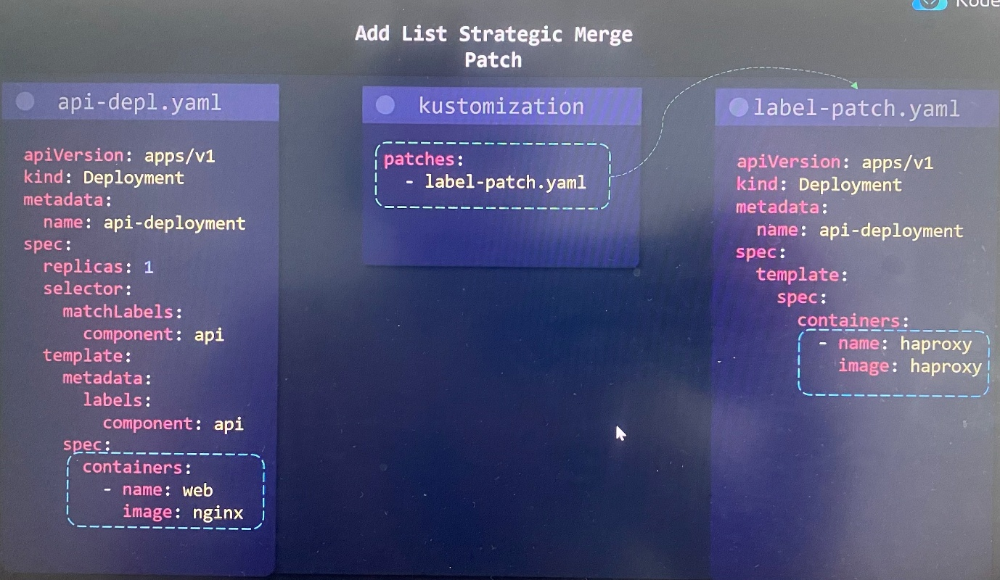 Kode
Add List Strategic Merge
Patch
api-depl.yaml
apiVersion: apps/v1
kind: Deployment
metadata:
  name: api-deployment
spec:
  replicas: 1
  selector:
    matchLabels:
      component: api
  template:
    metadata:
      labels:
        component: api
    spec:
      containers:
        - name: web
          image: nginx
kustomization
patches:
  - label-patch.yaml
label-patch.yaml
apiVersion: apps/v1
kind: Deployment
metadata:
  name: api-deployment
spec:
  template:
    spec:
      containers:
        - name: haproxy
          image: haproxy